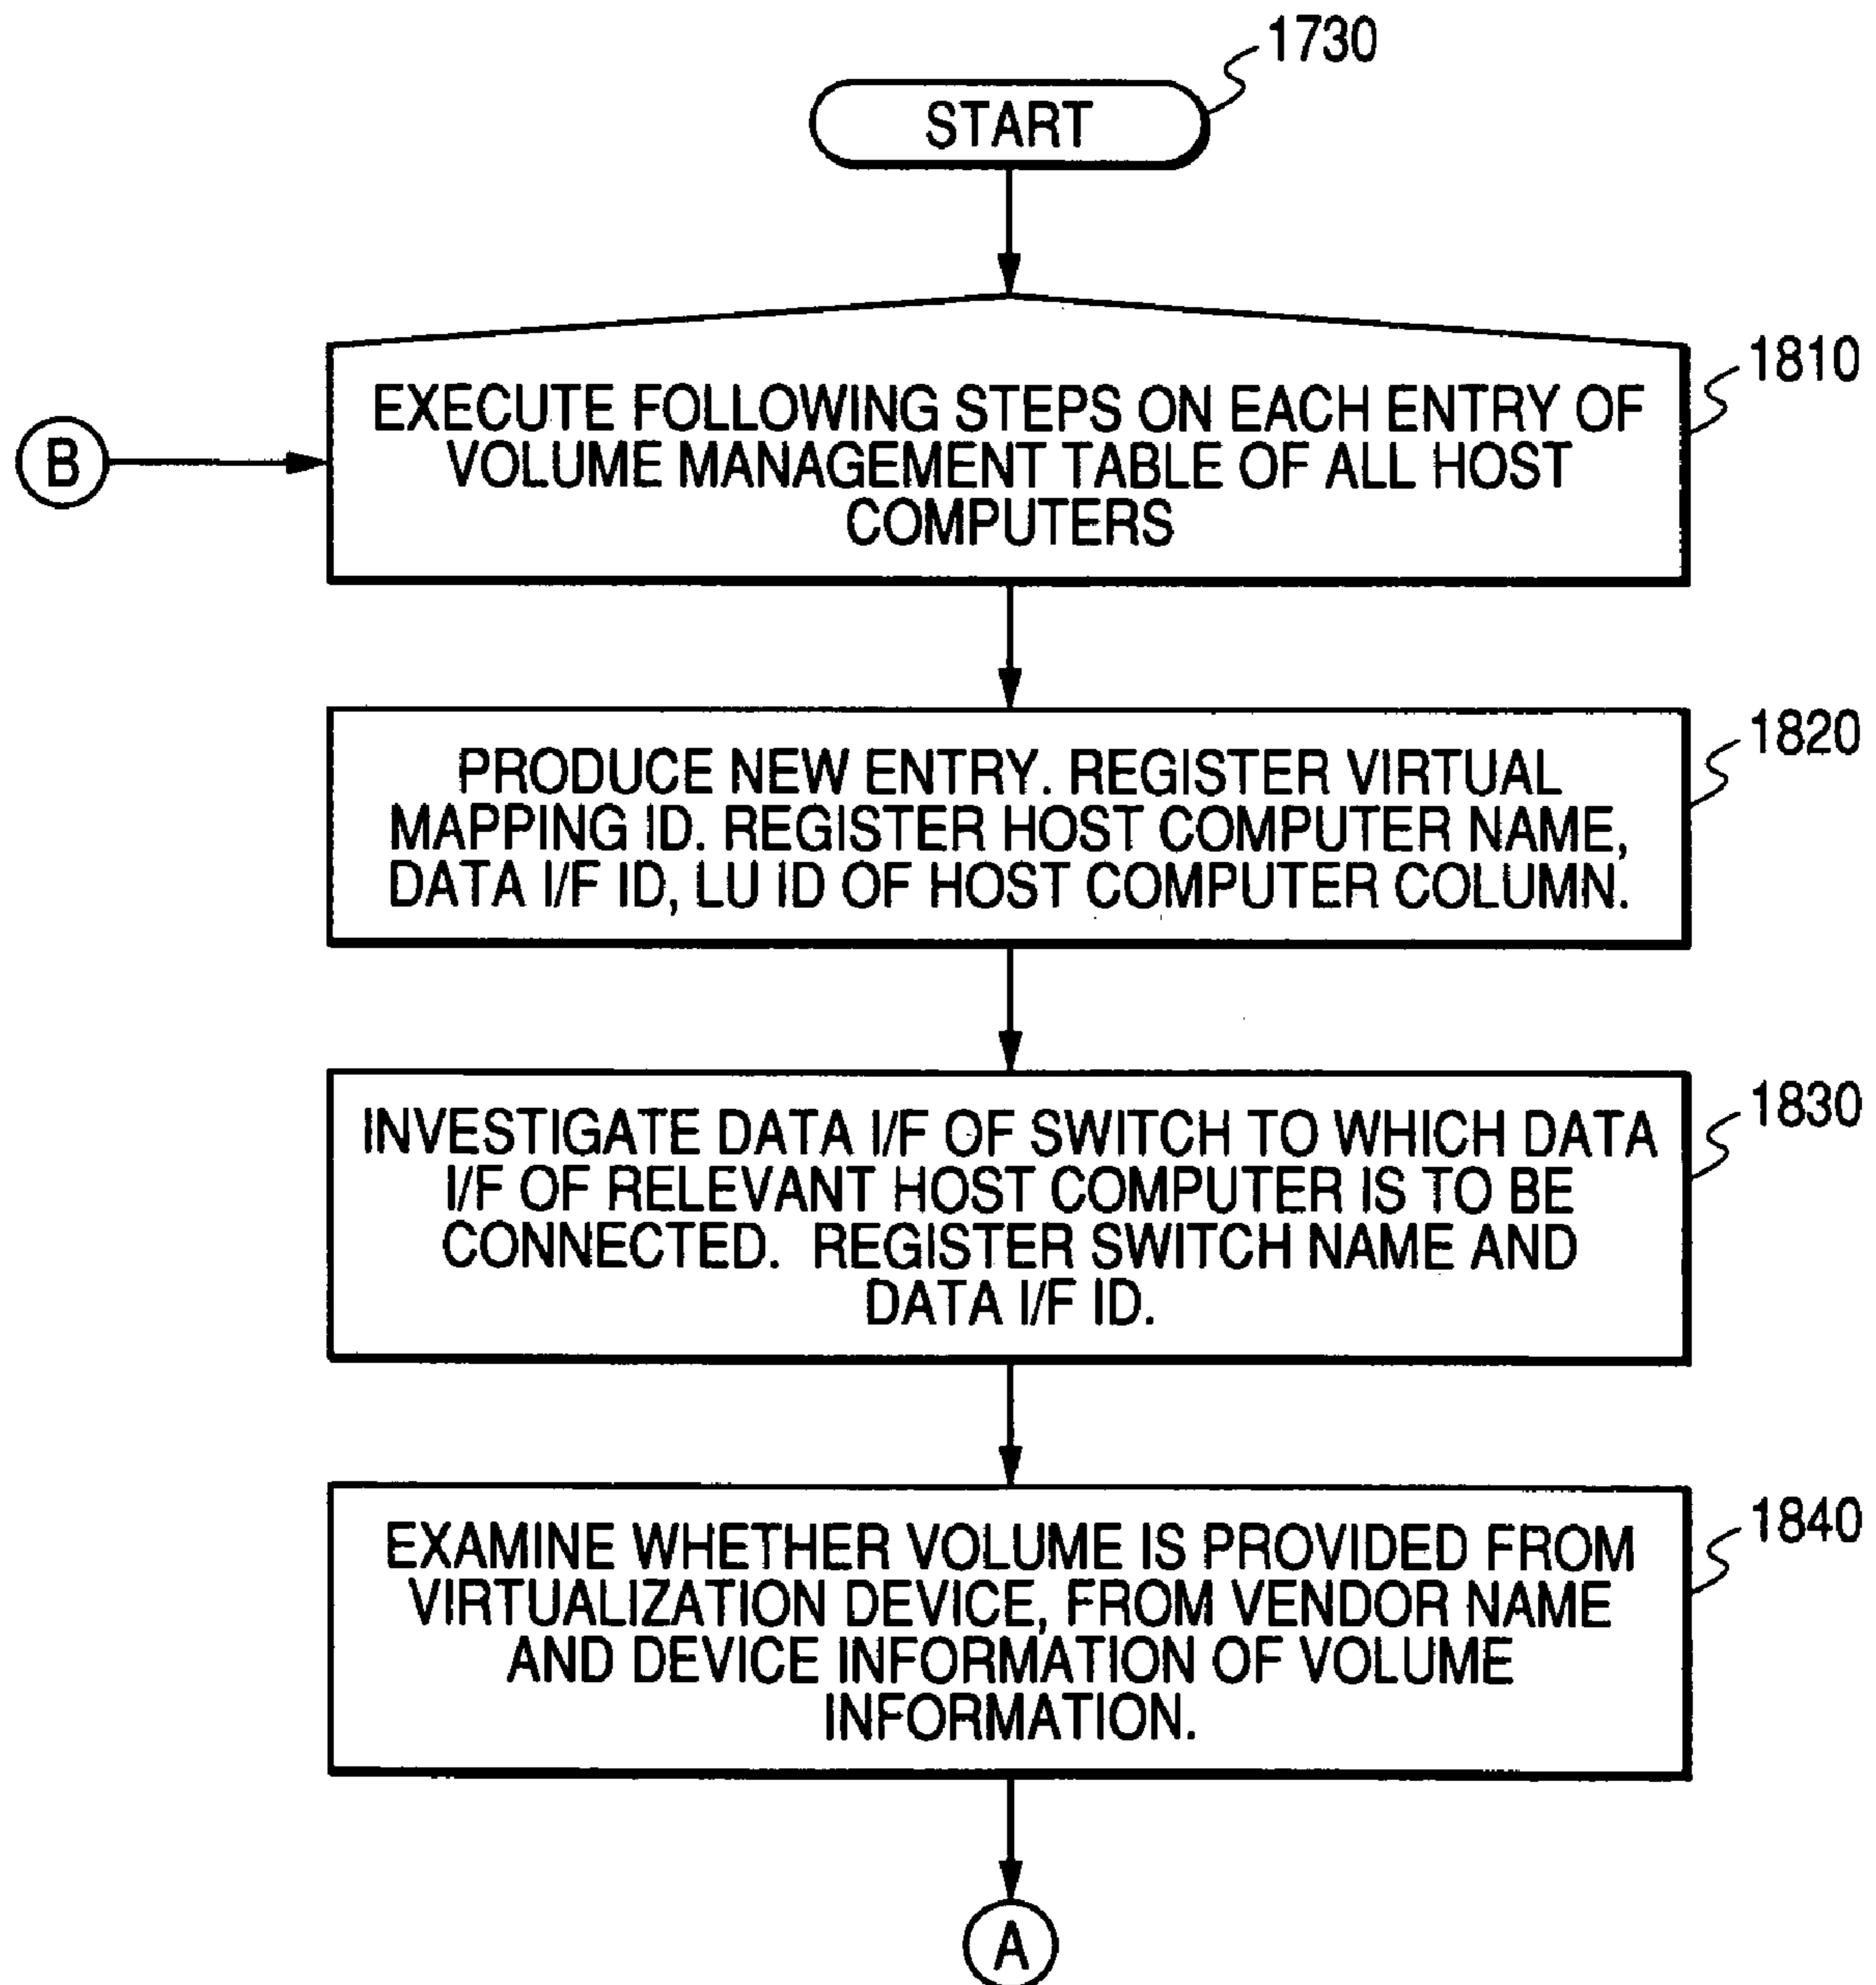 1730
START
1810
EXECUTE FOLLOWING STEPS ON EACH ENTRY OF
VOLUME MANAGEMENT TABLE OF ALL HOST
COMPUTERS
B
1820
PRODUCE NEW ENTRY. REGISTER VIRTUAL
MAPPING ID. REGISTER HOST COMPUTER NAME,
DATA I/F ID, LU ID OF HOST COMPUTER COLUMN.
1830
INVESTIGATE DATA I/F OF SWITCH TO WHICH DATA
I/F OF RELEVANT HOST COMPUTER IS TO BE
CONNECTED. REGISTER SWITCH NAME AND
DATA I/F ID.
1840
EXAMINE WHETHER VOLUME IS PROVIDED FROM
VIRTUALIZATION DEVICE, FROM VENDOR NAME
AND DEVICE INFORMATION OF VOLUME
INFORMATION.
A